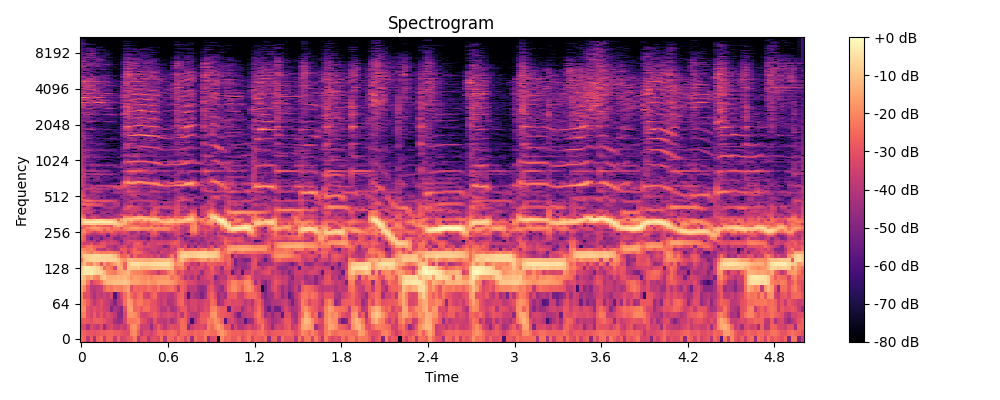 Spectrogram
Frequency
8192
4096
2048
1024
512
256
128
64
0
0 0.6 1.2 1.8 2.4 3 3.6 4.2 4.8
Time
+0 dB
-10 dB
-20 dB
-30 dB
-40 dB
-50 dB
-60 dB
-70 dB
-80 dB